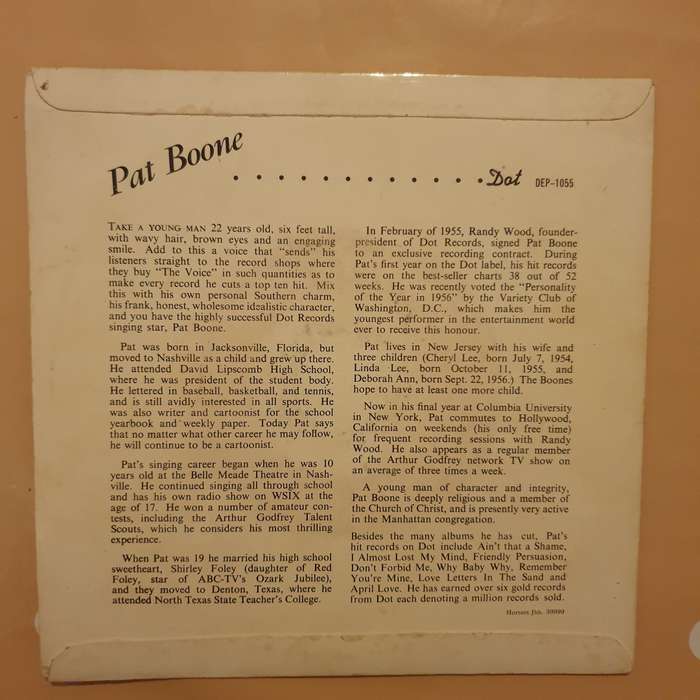 Pat Boone ............. Dot DEP-1055
TAKE A YOUNG MAN 22 years old, six feet tall,
with wavy hair, brown eyes and an engaging
smile. Add to this a voice that "sends" his
listeners straight to the record shops where
they buy "The Voice" in such quantities as to
make every record he cuts a top ten hit. Mix
this with his own personal Southern charm,
his frank, honest, wholesome idealistic character,
and you have the highly successful Dot Records
singing star, Pat Boone.
Pat was born in Jacksonville, Florida, but
moved to Nashville as a child and grew up there.
He attended David Lipscomb High School,
where he was president of the student body.
He lettered in baseball, basketball, and tennis,
and is still avidly interested in all sports. He
was also writer and cartoonist for the school
yearbook and weekly paper. Today Pat says
that no matter what other career he may follow,
he will continue to be a cartoonist.
Pat's singing career began when he was 10
years old at the Belle Meade Theatre in Nash-
ville. He continued singing all through school
and has his own radio show on WSIX at the
age of 17. He won a number of amateur con-
tests, including the Arthur Godfrey Talent
Scouts, which he considers his most thrilling
experience.
When Pat was 19 he married his high school
sweetheart, Shirley Foley (daughter of Red
Foley, star of ABC-TV's Ozark Jubilee),
and they moved to Denton, Texas, where he
attended North Texas State Teacher's College.
In February of 1955, Randy Wood, founder-
president of Dot Records, signed Pat Boone
to an exclusive recording contract. During
Pat's first year on the Dot label, his hit records
were on the best-seller charts 38 out of 52
weeks. He was recently voted the "Personality
of the Year in 1956" by the Variety Club of
Washington, D.C., which makes him the
youngest performer in the entertainment world
ever to receive this honour.
Pat lives in New Jersey with his wife and
three children (Cheryl Lee, born July 7, 1954,
Linda Lee, born October 11, 1955, and
Deborah Ann, born Sept. 22, 1956.) The Boones
hope to have at least one more child.
Now in his final year at Columbia University
in New York, Pat commutes to Hollywood,
California on weekends (his only free time)
for frequent recording sessions with Randy
Wood. He also appears as a regular member
of the Arthur Godfrey network TV show on
an average of three times a week.
A young man of character and integrity,
Pat Boone is deeply religious and a member of
the Church of Christ, and is presently very active
in the Manhattan congregation.
Besides the many albums he has cut, Pat's
hit records on Dot include Ain't that a Shame,
I Almost Lost My Mind, Friendly Persuasion,
Don't Forbid Me, Why Baby Why, Remember
You're Mine, Love Letters In The Sand and
April Love. He has earned over six gold records
from Dot each denoting a million records sold.